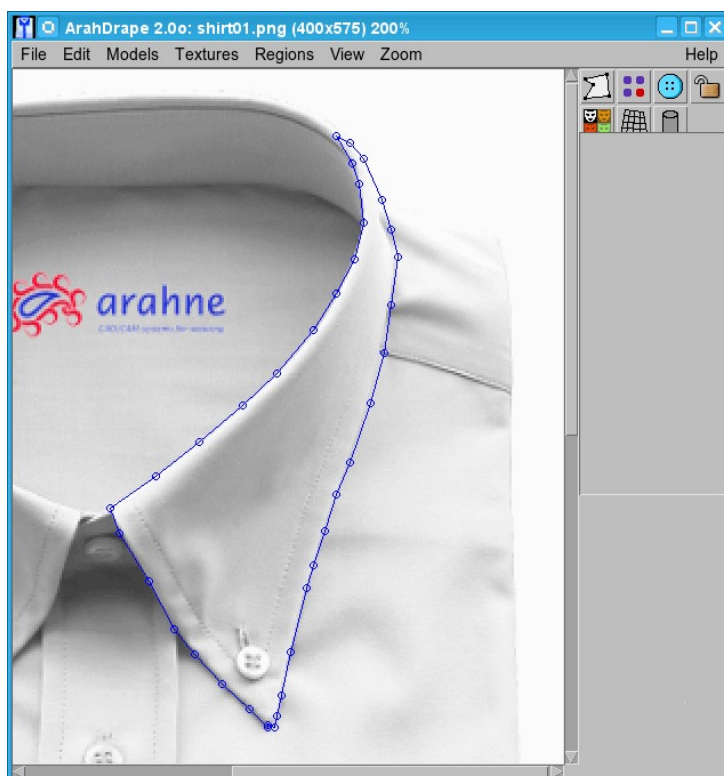 ArahDrape 2.0o: shirt01.png (400x575) 200%
File Edit Models Textures Regions View Zoom Help
arahne
CAD/CAM systems for weaving